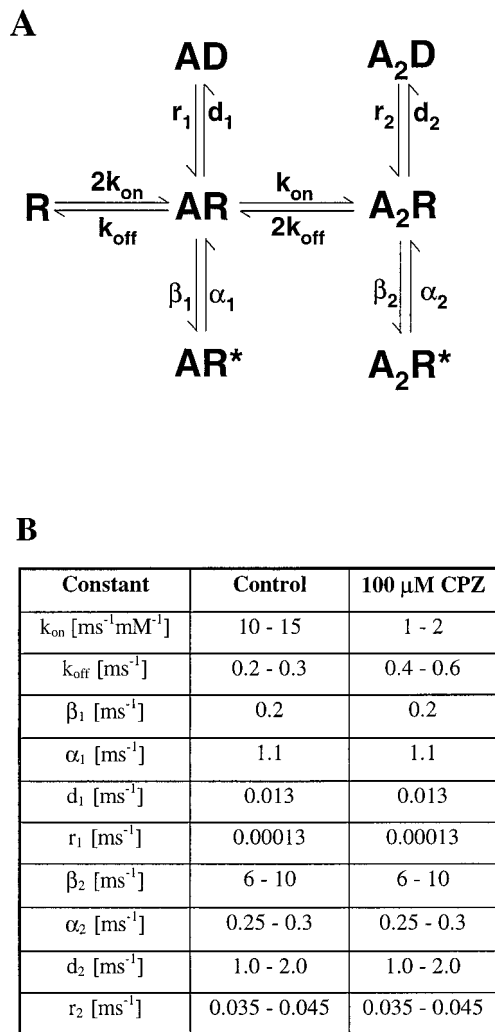 A
AD A₂D
r₁ d₁ r₂ d₂
2kₒₙ kₒₙ
R AR A₂R
k_off 2k_off
β₁ α₁ β₂ α₂
AR* A₂R*
B
Constant Control 100 μM CPZ
kₒₙ [ms⁻¹mM⁻¹] 10 - 15 1 - 2
k_off [ms⁻¹] 0.2 - 0.3 0.4 - 0.6
β₁ [ms⁻¹] 0.2 0.2
α₁ [ms⁻¹] 1.1 1.1
d₁ [ms⁻¹] 0.013 0.013
r₁ [ms⁻¹] 0.00013 0.00013
β₂ [ms⁻¹] 6 - 10 6 - 10
α₂ [ms⁻¹] 0.25 - 0.3 0.25 - 0.3
d₂ [ms⁻¹] 1.0 - 2.0 1.0 - 2.0
r₂ [ms⁻¹] 0.035 - 0.045 0.035 - 0.045